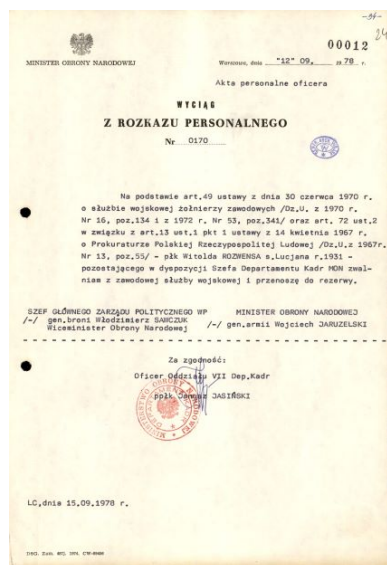 -91-
24
00012
MINISTER OBRONY NARODOWEJ
Warszawa, dnia "12" 09. 1978 r.
Akta personalne oficera
WYCIĄG
Z ROZKAZU PERSONALNEGO
Nr 0170
Na podstawie art.49 ustawy z dnia 30 czerwca 1970 r.
o służbie wojskowej żołnierzy zawodowych /Dz.U. z 1970 r.
Nr 16, poz.134 i z 1972 r. Nr 53, poz.341/ oraz art. 72 ust.2
w związku z art.13 ust.1 pkt 1 ustawy z 14 kwietnia 1967 r.
o Prokuraturze Polskiej Rzeczypospolitej Ludowej /Dz.U.z 1967r.
Nr 13, poz.55/ - płk Witolda ROZWENSA s.Lucjana r.1931 -
pozostającego w dyspozycji Szefa Departamentu Kadr MON zwal-
niam z zawodowej służby wojskowej i przenoszę do rezerwy.
SZEF GŁÓWNEGO ZARZĄDU POLITYCZNEGO WP
/-/ gen.broni Włodzimierz SAWCZUK
Wiceminister Obrony Narodowej
MINISTER OBRONY NARODOWEJ
/-/ gen.armii Wojciech JARUZELSKI
Za zgodność:
Oficer Oddziału VII Dep.Kadr
ppłk Janusz JASIŃSKI
MINISTERSTWO OBRONY NARODOWEJ
LC,dnia 15.09.1978 r.